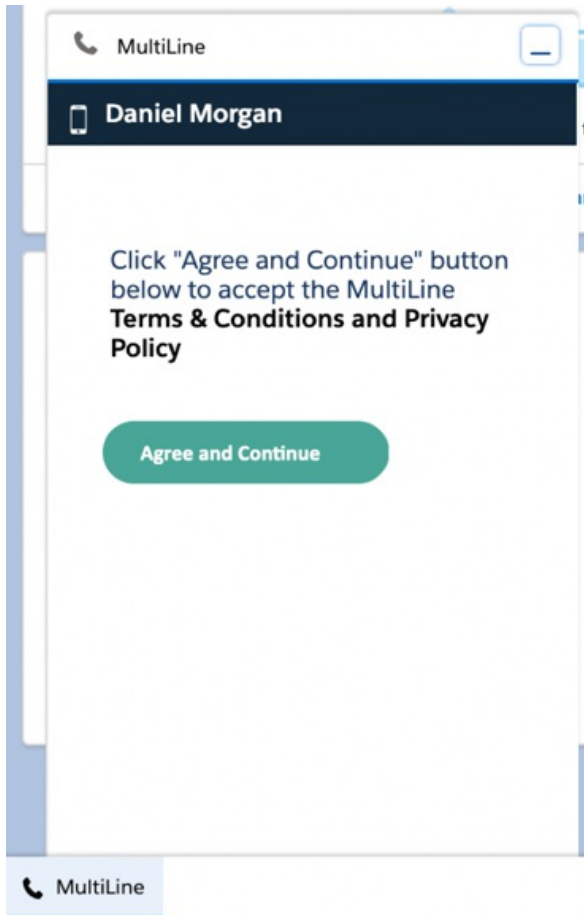 MultiLine
Daniel Morgan
Click "Agree and Continue" button
below to accept the MultiLine
Terms & Conditions and Privacy
Policy
Agree and Continue
MultiLine